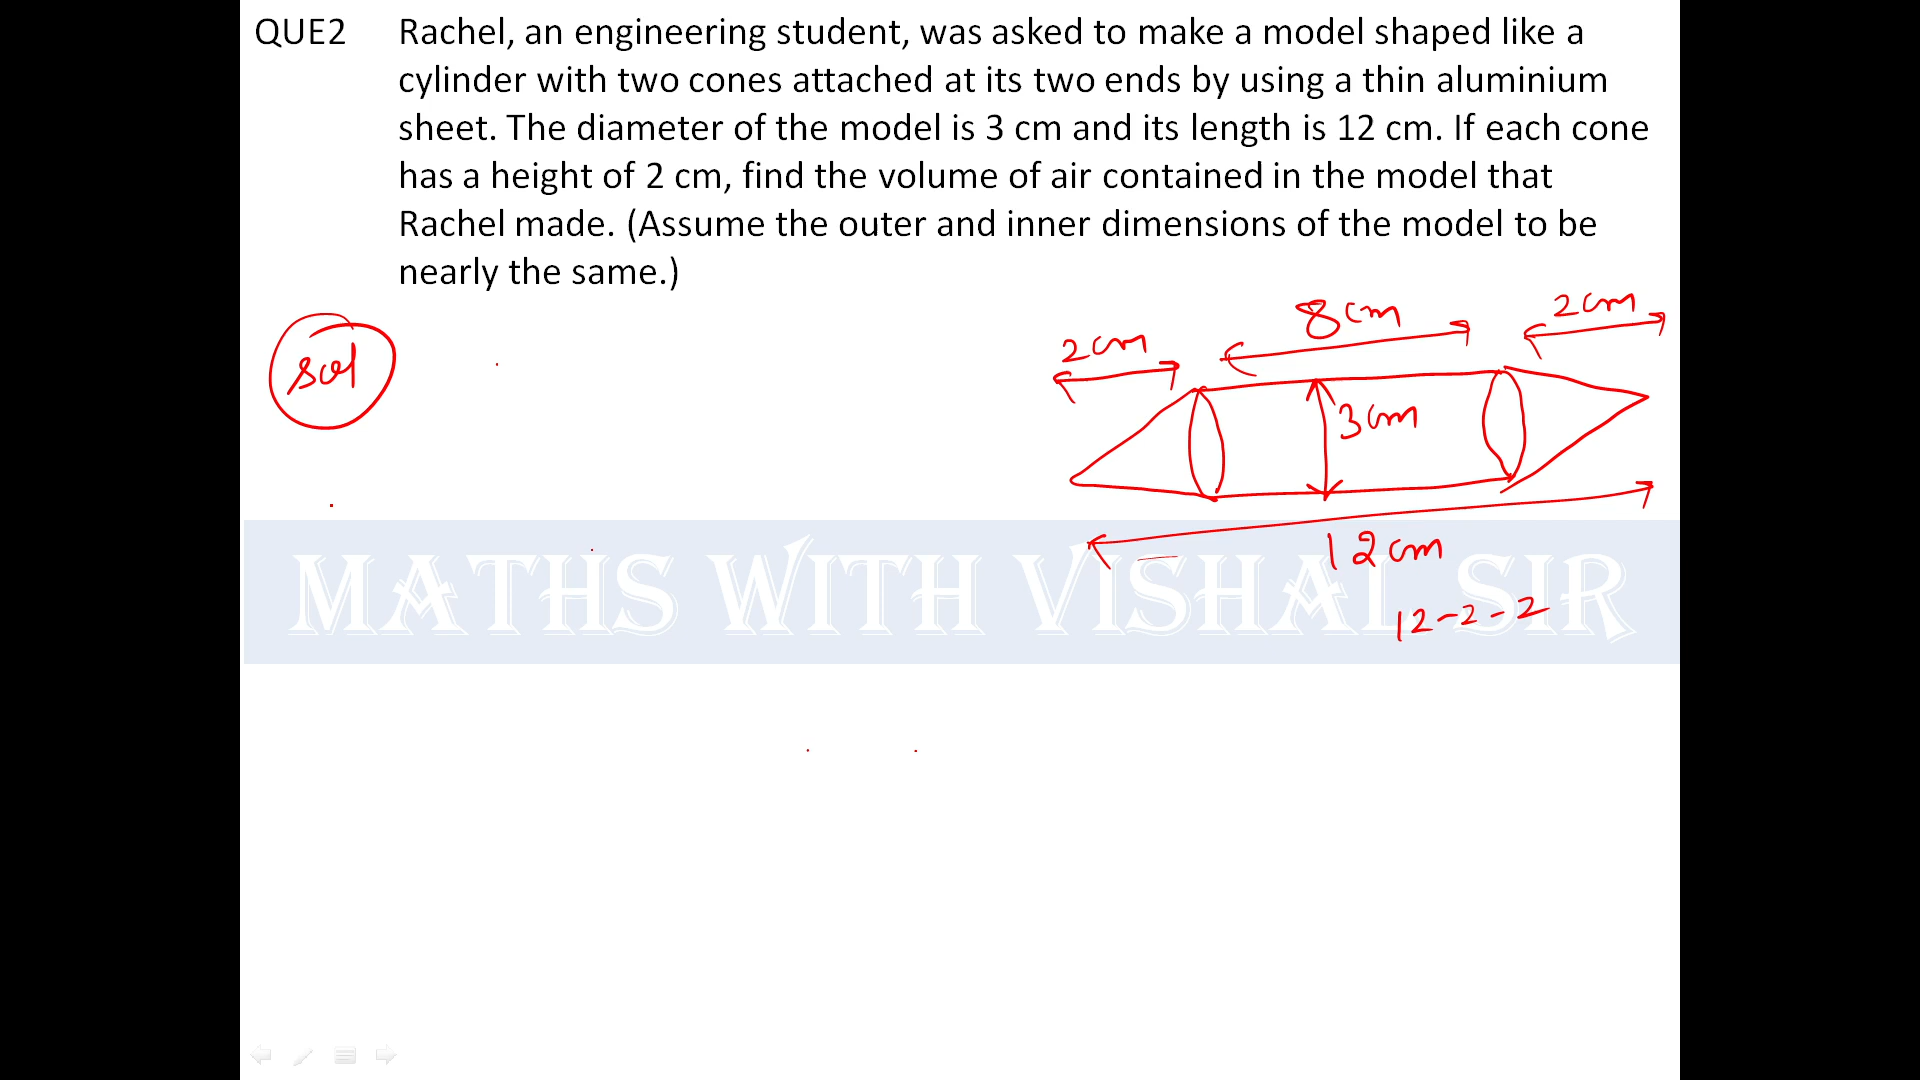 QUE2 Rachel, an engineering student, was asked to make a model shaped like a
cylinder with two cones attached at its two ends by using a thin aluminium
sheet. The diameter of the model is 3 cm and its length is 12 cm. If each cone
has a height of 2 cm, find the volume of air contained in the model that
Rachel made. (Assume the outer and inner dimensions of the model to be
nearly the same.)
sol
2cm 8cm 2cm
3cm
12cm
MATHS WITH VISHAL SIR
12-2-2